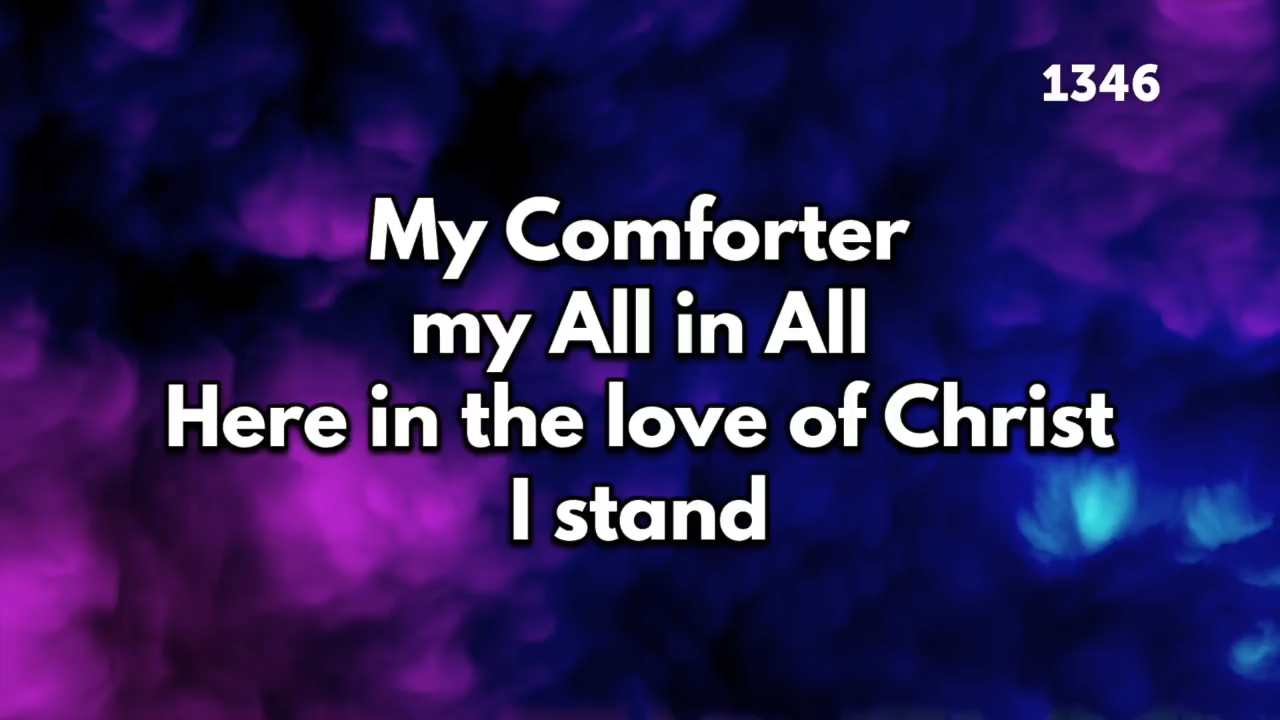 1346
My Comforter
my All in All
Here in the love of Christ
I stand